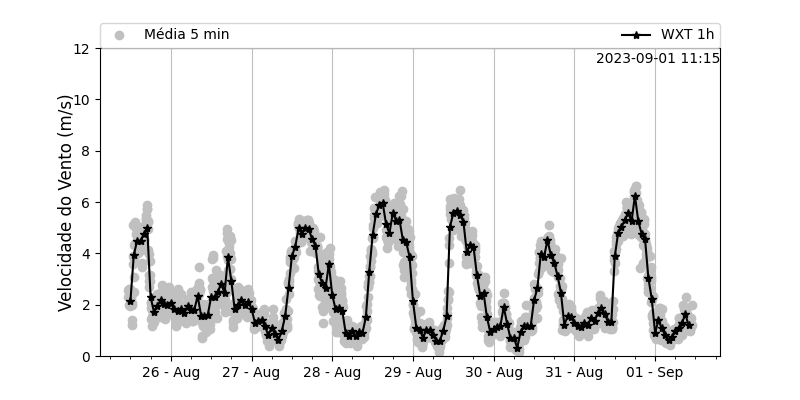 Média 5 min
WXT 1h
2023-09-01 11:15
Velocidade do Vento (m/s)
12
10
8
6
4
2
0
26 - Aug
27 - Aug
28 - Aug
29 - Aug
30 - Aug
31 - Aug
01 - Sep